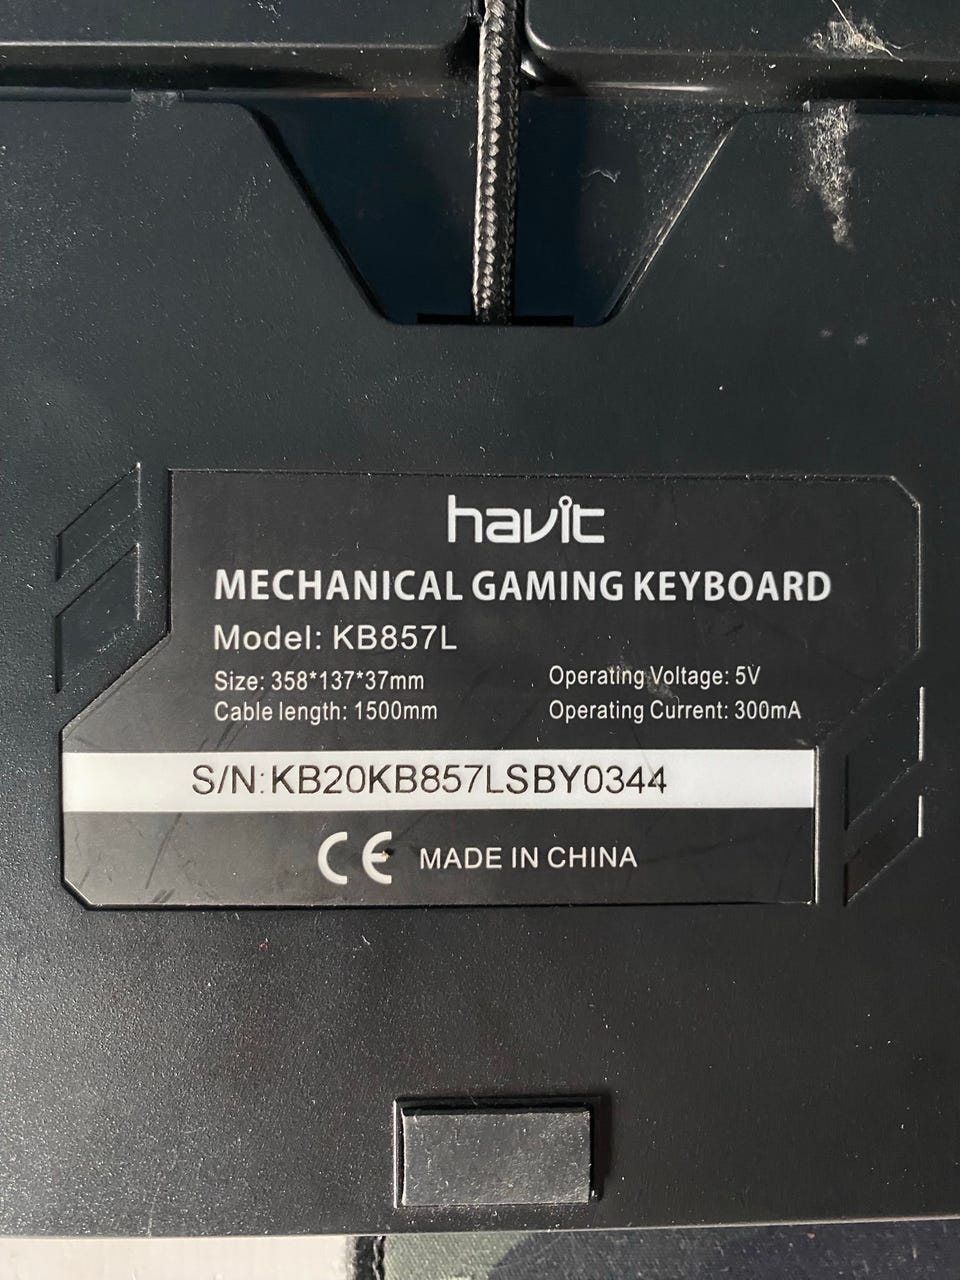 havit
MECHANICAL GAMING KEYBOARD
Model: KB857L
Size: 358*137*37mm
Operating Voltage: 5V
Cable length: 1500mm
Operating Current: 300mA
S/N:KB20KB857LSBY0344
CE MADE IN CHINA